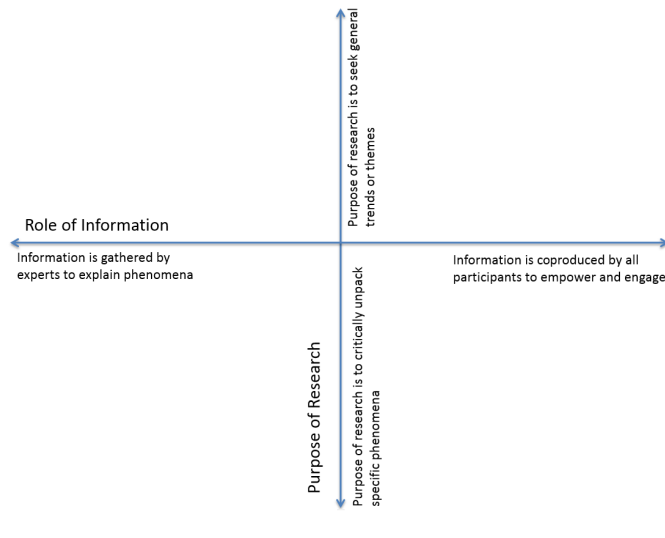 Purpose of research is to seek general
trends or themes
Role of Information
Information is gathered by
experts to explain phenomena
Information is coproduced by all
participants to empower and engage
Purpose of Research
Purpose of research is to critically unpack
specific phenomena